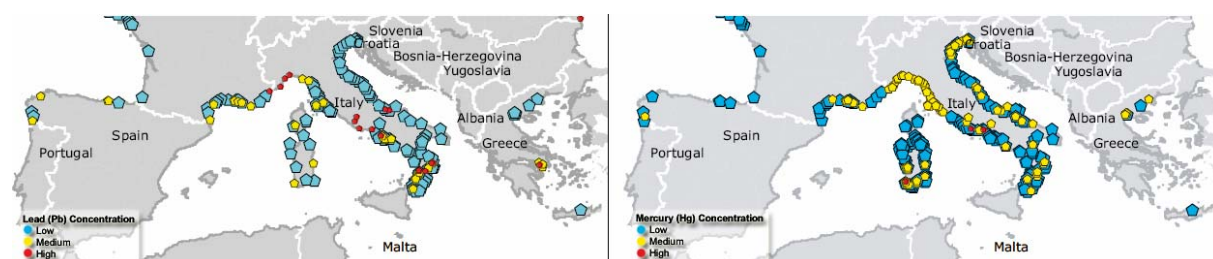 Slovenia
Croatia
Bosnia-Herzegovina
Yugoslavia
Italy
Albania
Spain
Greece
Portugal
Malta
Lead (Pb) Concentration
Low
Medium
High
Slovenia
Croatia
Bosnia-Herzegovina
Yugoslavia
Italy
Albania
Spain
Greece
Portugal
Malta
Mercury (Hg) Concentration
Low
Medium
High